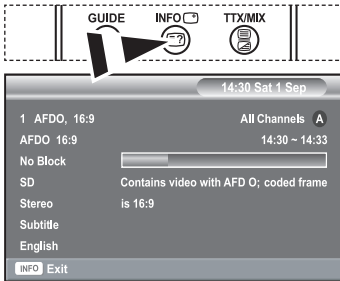 GUIDE INFO TTX/MIX
?
14:30 Sat 1 Sep
1 AFDO, 16:9 All Channels A
AFDO 16:9 14:30 ~ 14:33
No Block
SD Contains video with AFD O; coded frame
Stereo is 16:9
Subtitle
English
INFO Exit